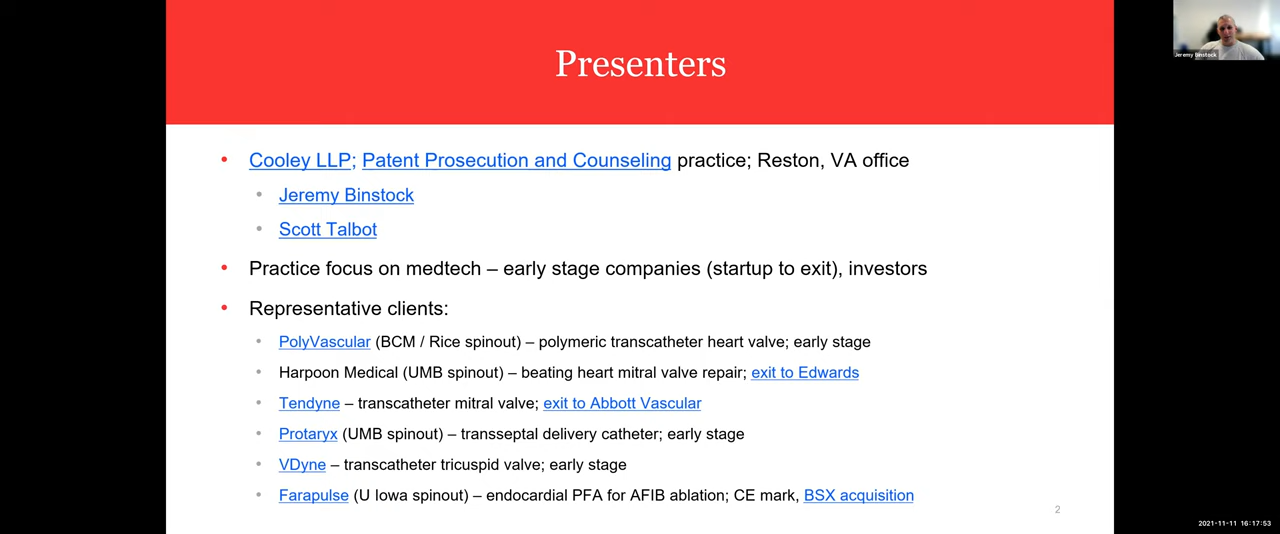 Presenters
Jeremy Binstock
• Cooley LLP; Patent Prosecution and Counseling practice; Reston, VA office
• Jeremy Binstock
• Scott Talbot
• Practice focus on medtech – early stage companies (startup to exit), investors
• Representative clients:
• PolyVascular (BCM / Rice spinout) – polymeric transcatheter heart valve; early stage
• Harpoon Medical (UMB spinout) – beating heart mitral valve repair; exit to Edwards
• Tendyne – transcatheter mitral valve; exit to Abbott Vascular
• Protaryx (UMB spinout) – transseptal delivery catheter; early stage
• VDyne – transcatheter tricuspid valve; early stage
• Farapulse (U Iowa spinout) – endocardial PFA for AFIB ablation; CE mark, BSX acquisition
2
2021-11-11 16:17:53